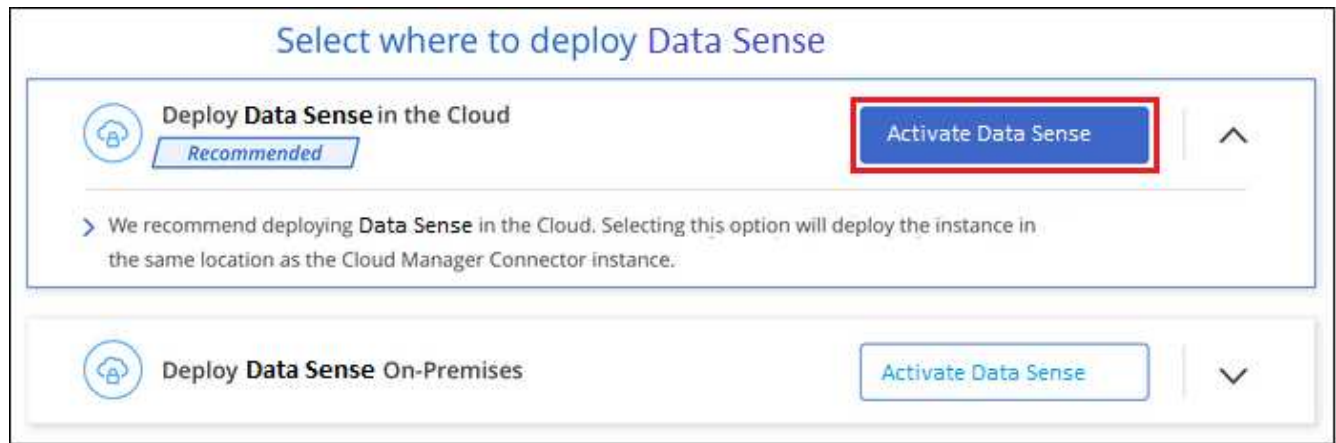 Select where to deploy Data Sense
Deploy Data Sense in the Cloud
Recommended
Activate Data Sense
We recommend deploying Data Sense in the Cloud. Selecting this option will deploy the instance in
the same location as the Cloud Manager Connector instance.
Deploy Data Sense On-Premises
Activate Data Sense